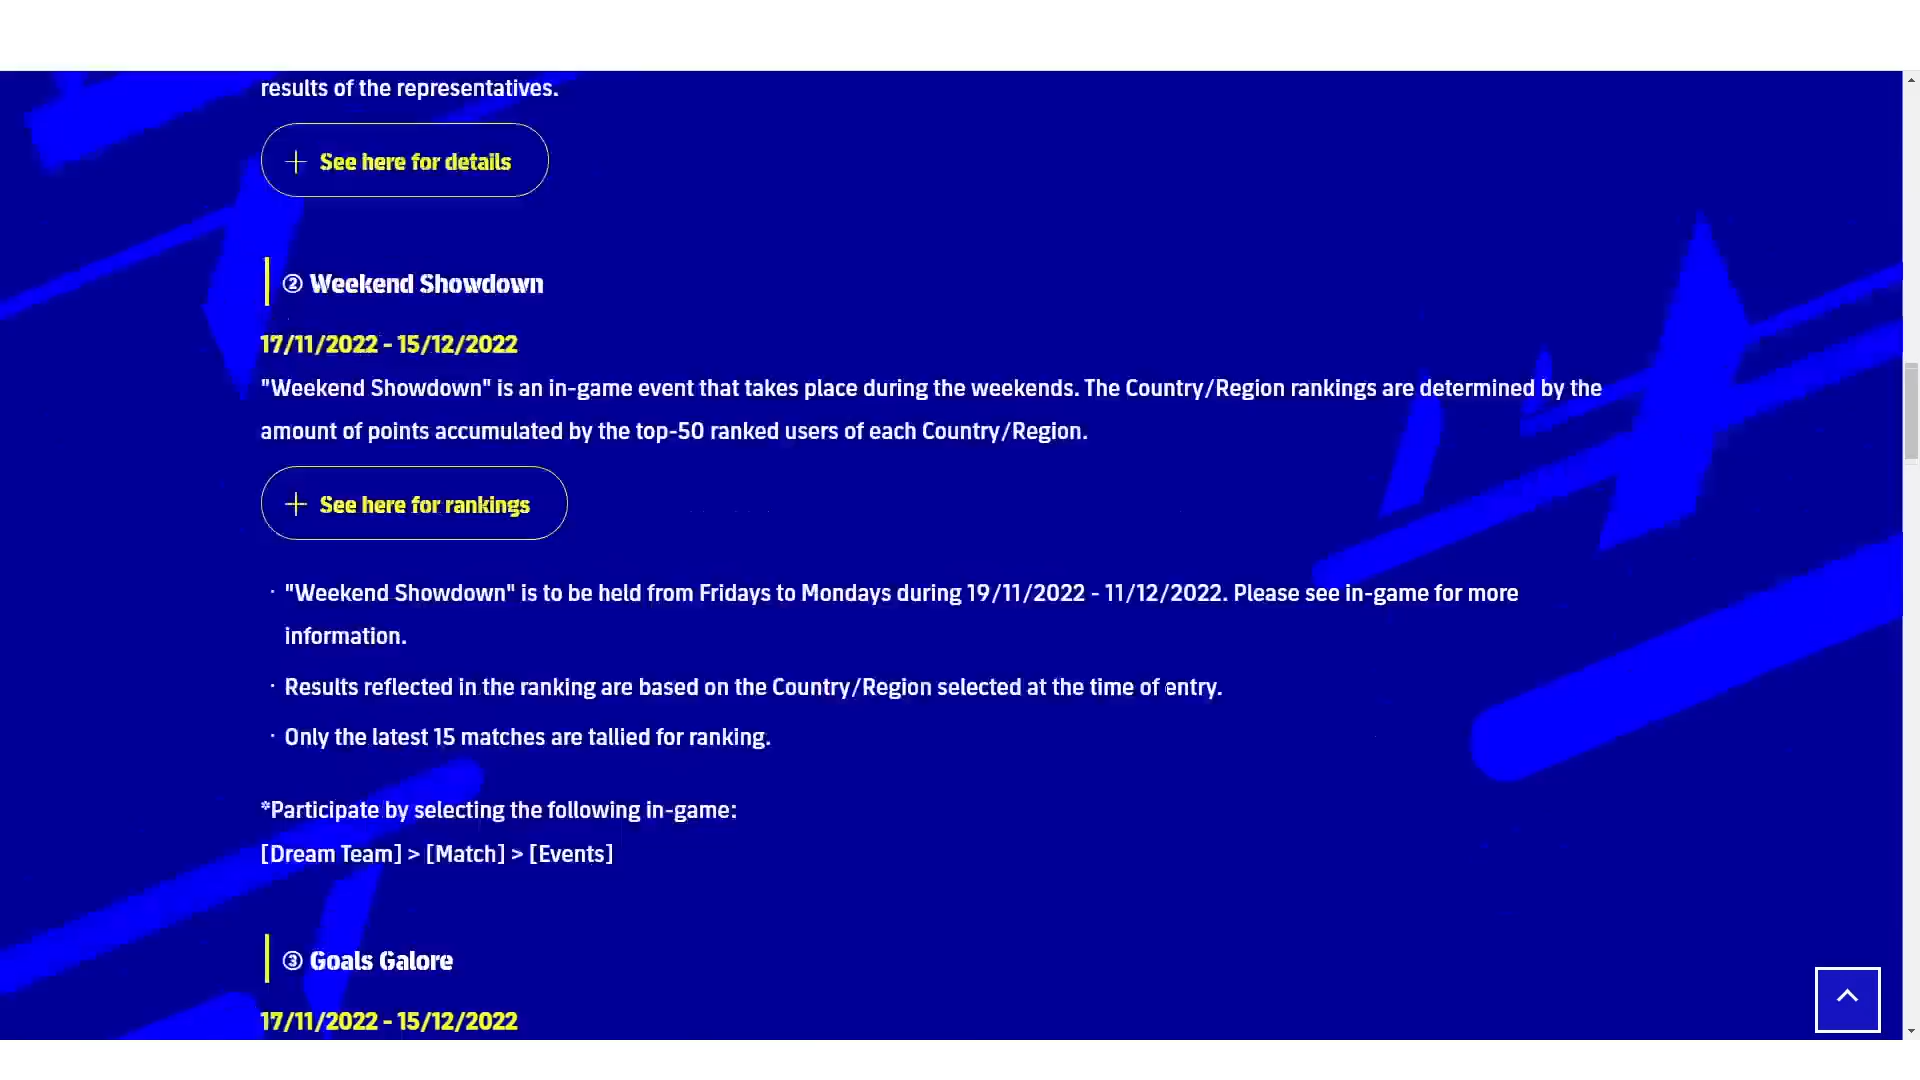 results of the representatives.
See here for details
② Weekend Showdown
17/11/2022 - 15/12/2022
"Weekend Showdown" is an in-game event that takes place during the weekends. The Country/Region rankings are determined by the
amount of points accumulated by the top-50 ranked users of each Country/Region.
See here for rankings
· "Weekend Showdown" is to be held from Fridays to Mondays during 19/11/2022 - 11/12/2022. Please see in-game for more
information.
· Results reflected in the ranking are based on the Country/Region selected at the time of entry.
· Only the latest 15 matches are tallied for ranking.
*Participate by selecting the following in-game:
[Dream Team] > [Match] > [Events]
③ Goals Galore
17/11/2022 - 15/12/2022